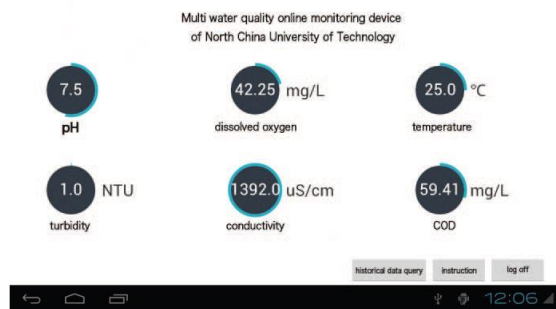 Multi water quality online monitoring device
of North China University of Technology
7.5
pH
42.25 mg/L
dissolved oxygen
25.0 °C
temperature
1.0 NTU
turbidity
1392.0 uS/cm
conductivity
59.41 mg/L
COD
historical data query
instruction
log off
12:06